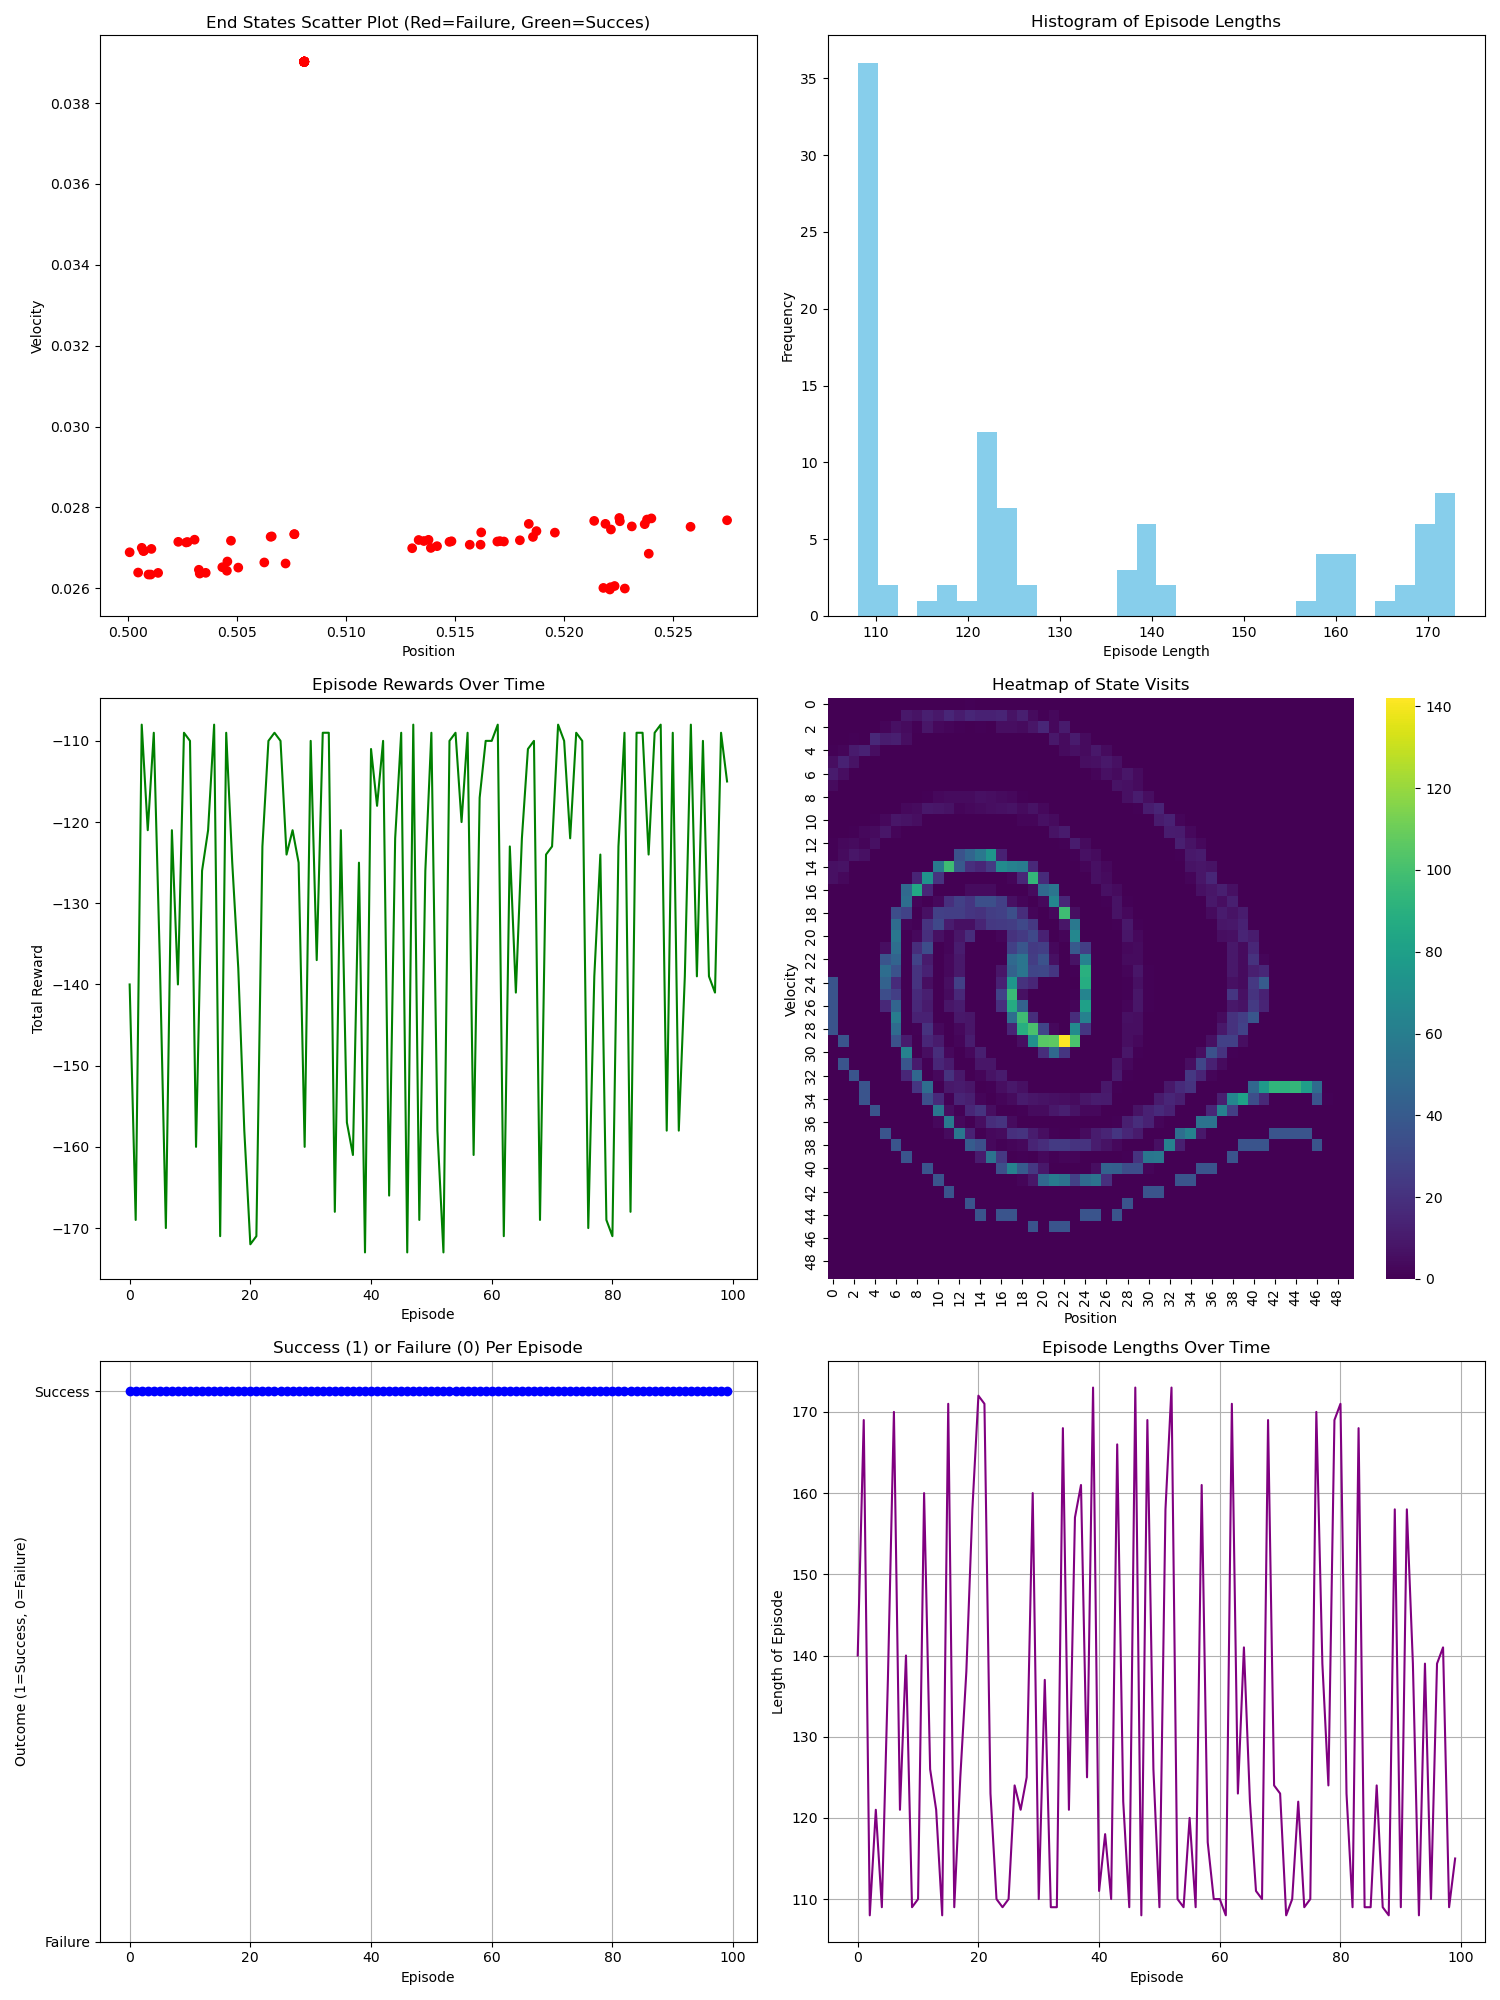 End States Scatter Plot (Red=Failure, Green=Succes)
0.038
0.036
0.034
0.032
0.030
0.028
0.026
Velocity
0.500 0.505 0.510 0.515 0.520 0.525
Position
Histogram of Episode Lengths
35
30
25
20
15
10
5
0
Frequency
110 120 130 140 150 160 170
Episode Length
Episode Rewards Over Time
−110
−120
−130
−140
−150
−160
−170
Total Reward
0 20 40 60 80 100
Episode
Heatmap of State Visits
0
2
4
6
8
10
12
14
16
18
20
22
24
26
28
30
32
34
36
38
40
42
44
46
48
Velocity
0 2 4 6 8 10 12 14 16 18 20 22 24 26 28 30 32 34 36 38 40 42 44 46 48
Position
140
120
100
80
60
40
20
0
Success (1) or Failure (0) Per Episode
Success
Failure
Outcome (1=Success, 0=Failure)
0 20 40 60 80 100
Episode
Episode Lengths Over Time
170
160
150
140
130
120
110
Length of Episode
0 20 40 60 80 100
Episode